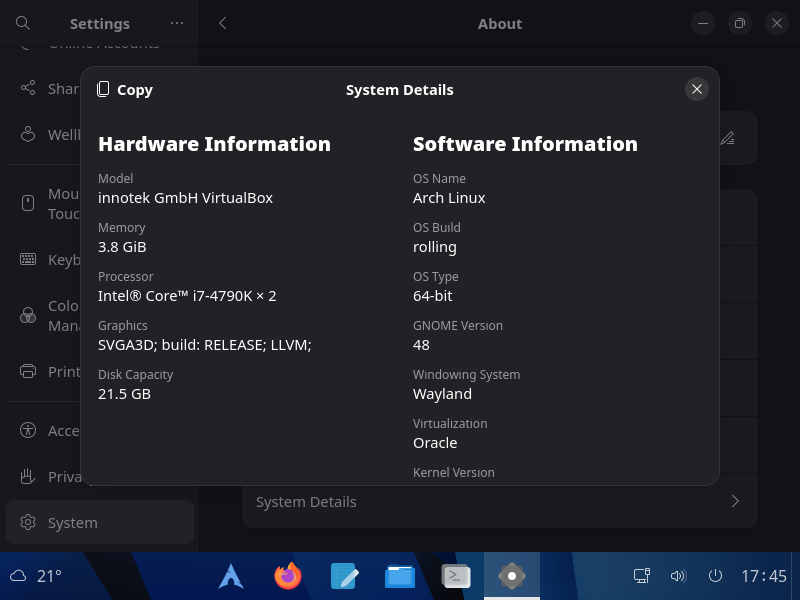 Settings
About
Online Accounts
Shar
Wellb
Mou
Touc
Keyb
Colo
Mana
Print
Acce
Priva
System
Copy
System Details
Hardware Information
Model
innotek GmbH VirtualBox
Memory
3.8 GiB
Processor
Intel® Core™ i7-4790K × 2
Graphics
SVGA3D; build: RELEASE; LLVM;
Disk Capacity
21.5 GB
Software Information
OS Name
Arch Linux
OS Build
rolling
OS Type
64-bit
GNOME Version
48
Windowing System
Wayland
Virtualization
Oracle
Kernel Version
System Details
21°
17:45